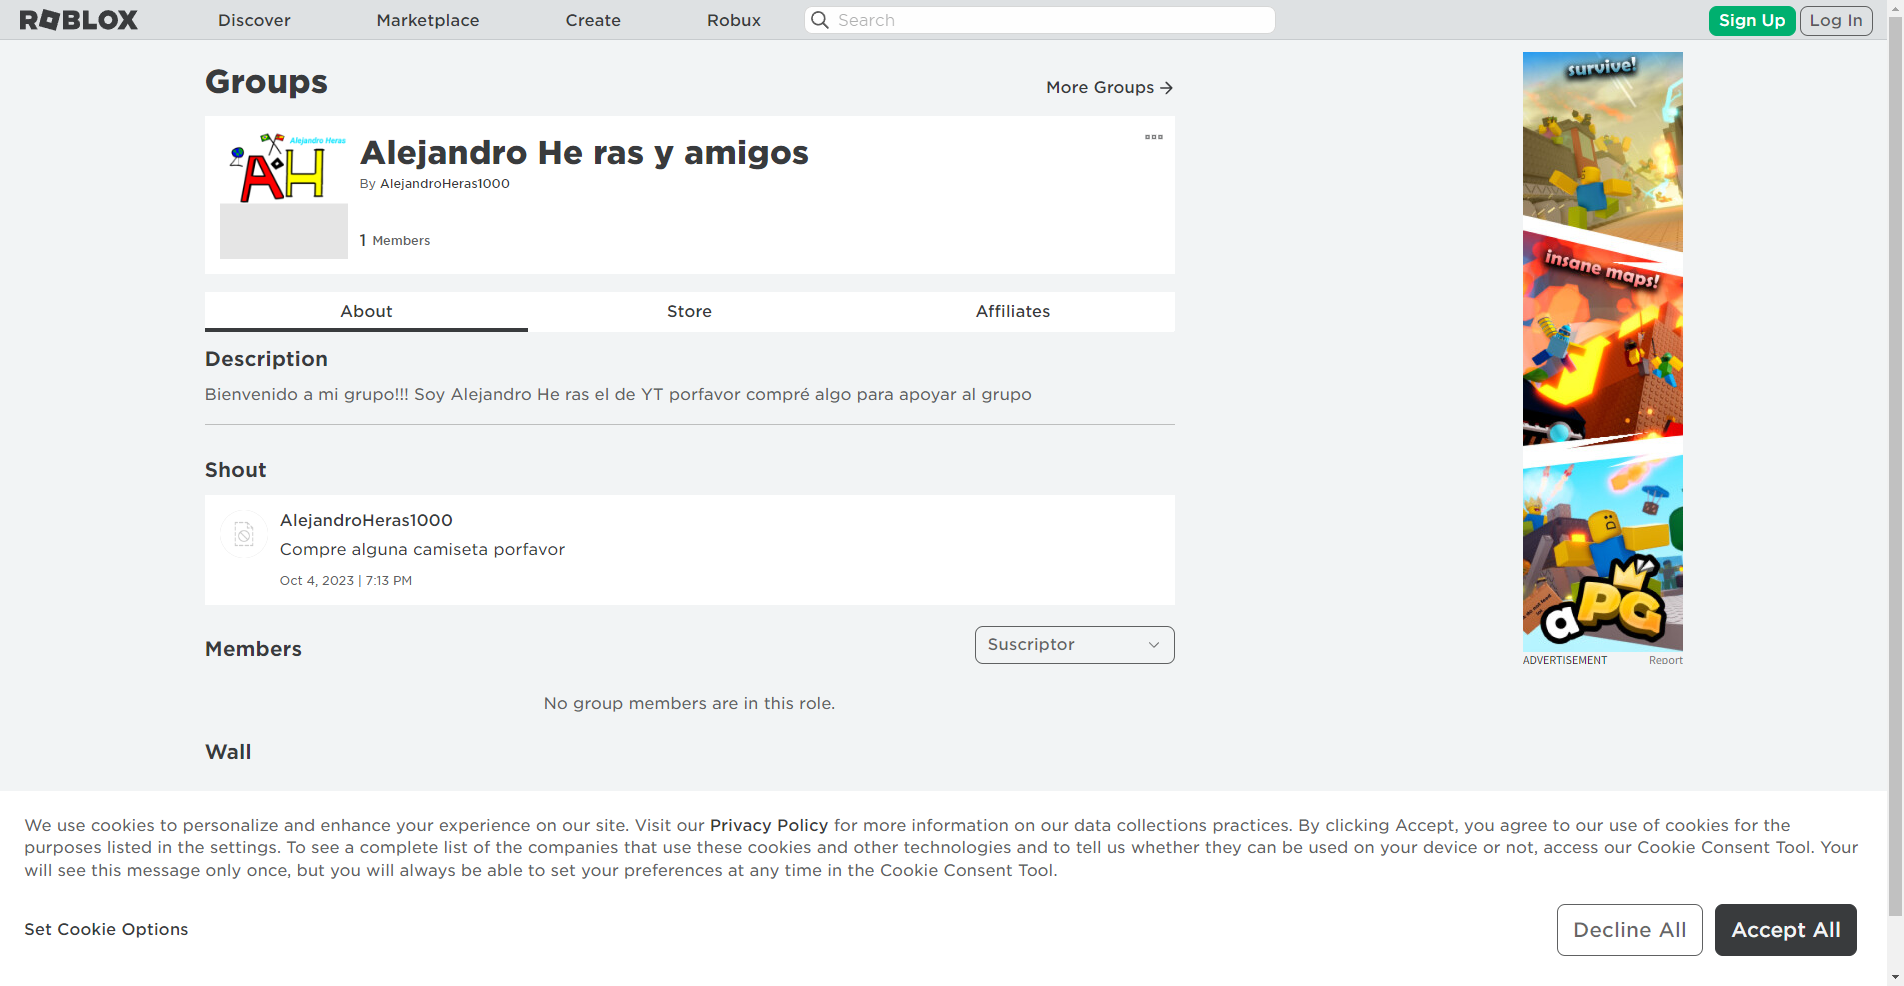 ROBLOX
Discover
Marketplace
Create
Robux
Search
Sign Up
Log In
Groups
More Groups
Alejandro Heras
A H
Alejandro He ras y amigos
By AlejandroHeras1000
1 Members
About
Store
Affiliates
Description
Bienvenido a mi grupo!!! Soy Alejandro He ras el de YT porfavor compré algo para apoyar al grupo
Shout
AlejandroHeras1000
Compre alguna camiseta porfavor
Oct 4, 2023 | 7:13 PM
Members
Suscriptor
No group members are in this role.
Wall
survive!
insane maps!
aPG
ADVERTISEMENT
Report
We use cookies to personalize and enhance your experience on our site. Visit our Privacy Policy for more information on our data collections practices. By clicking Accept, you agree to our use of cookies for the
purposes listed in the settings. To see a complete list of the companies that use these cookies and other technologies and to tell us whether they can be used on your device or not, access our Cookie Consent Tool. Your
will see this message only once, but you will always be able to set your preferences at any time in the Cookie Consent Tool.
Set Cookie Options
Decline All
Accept All